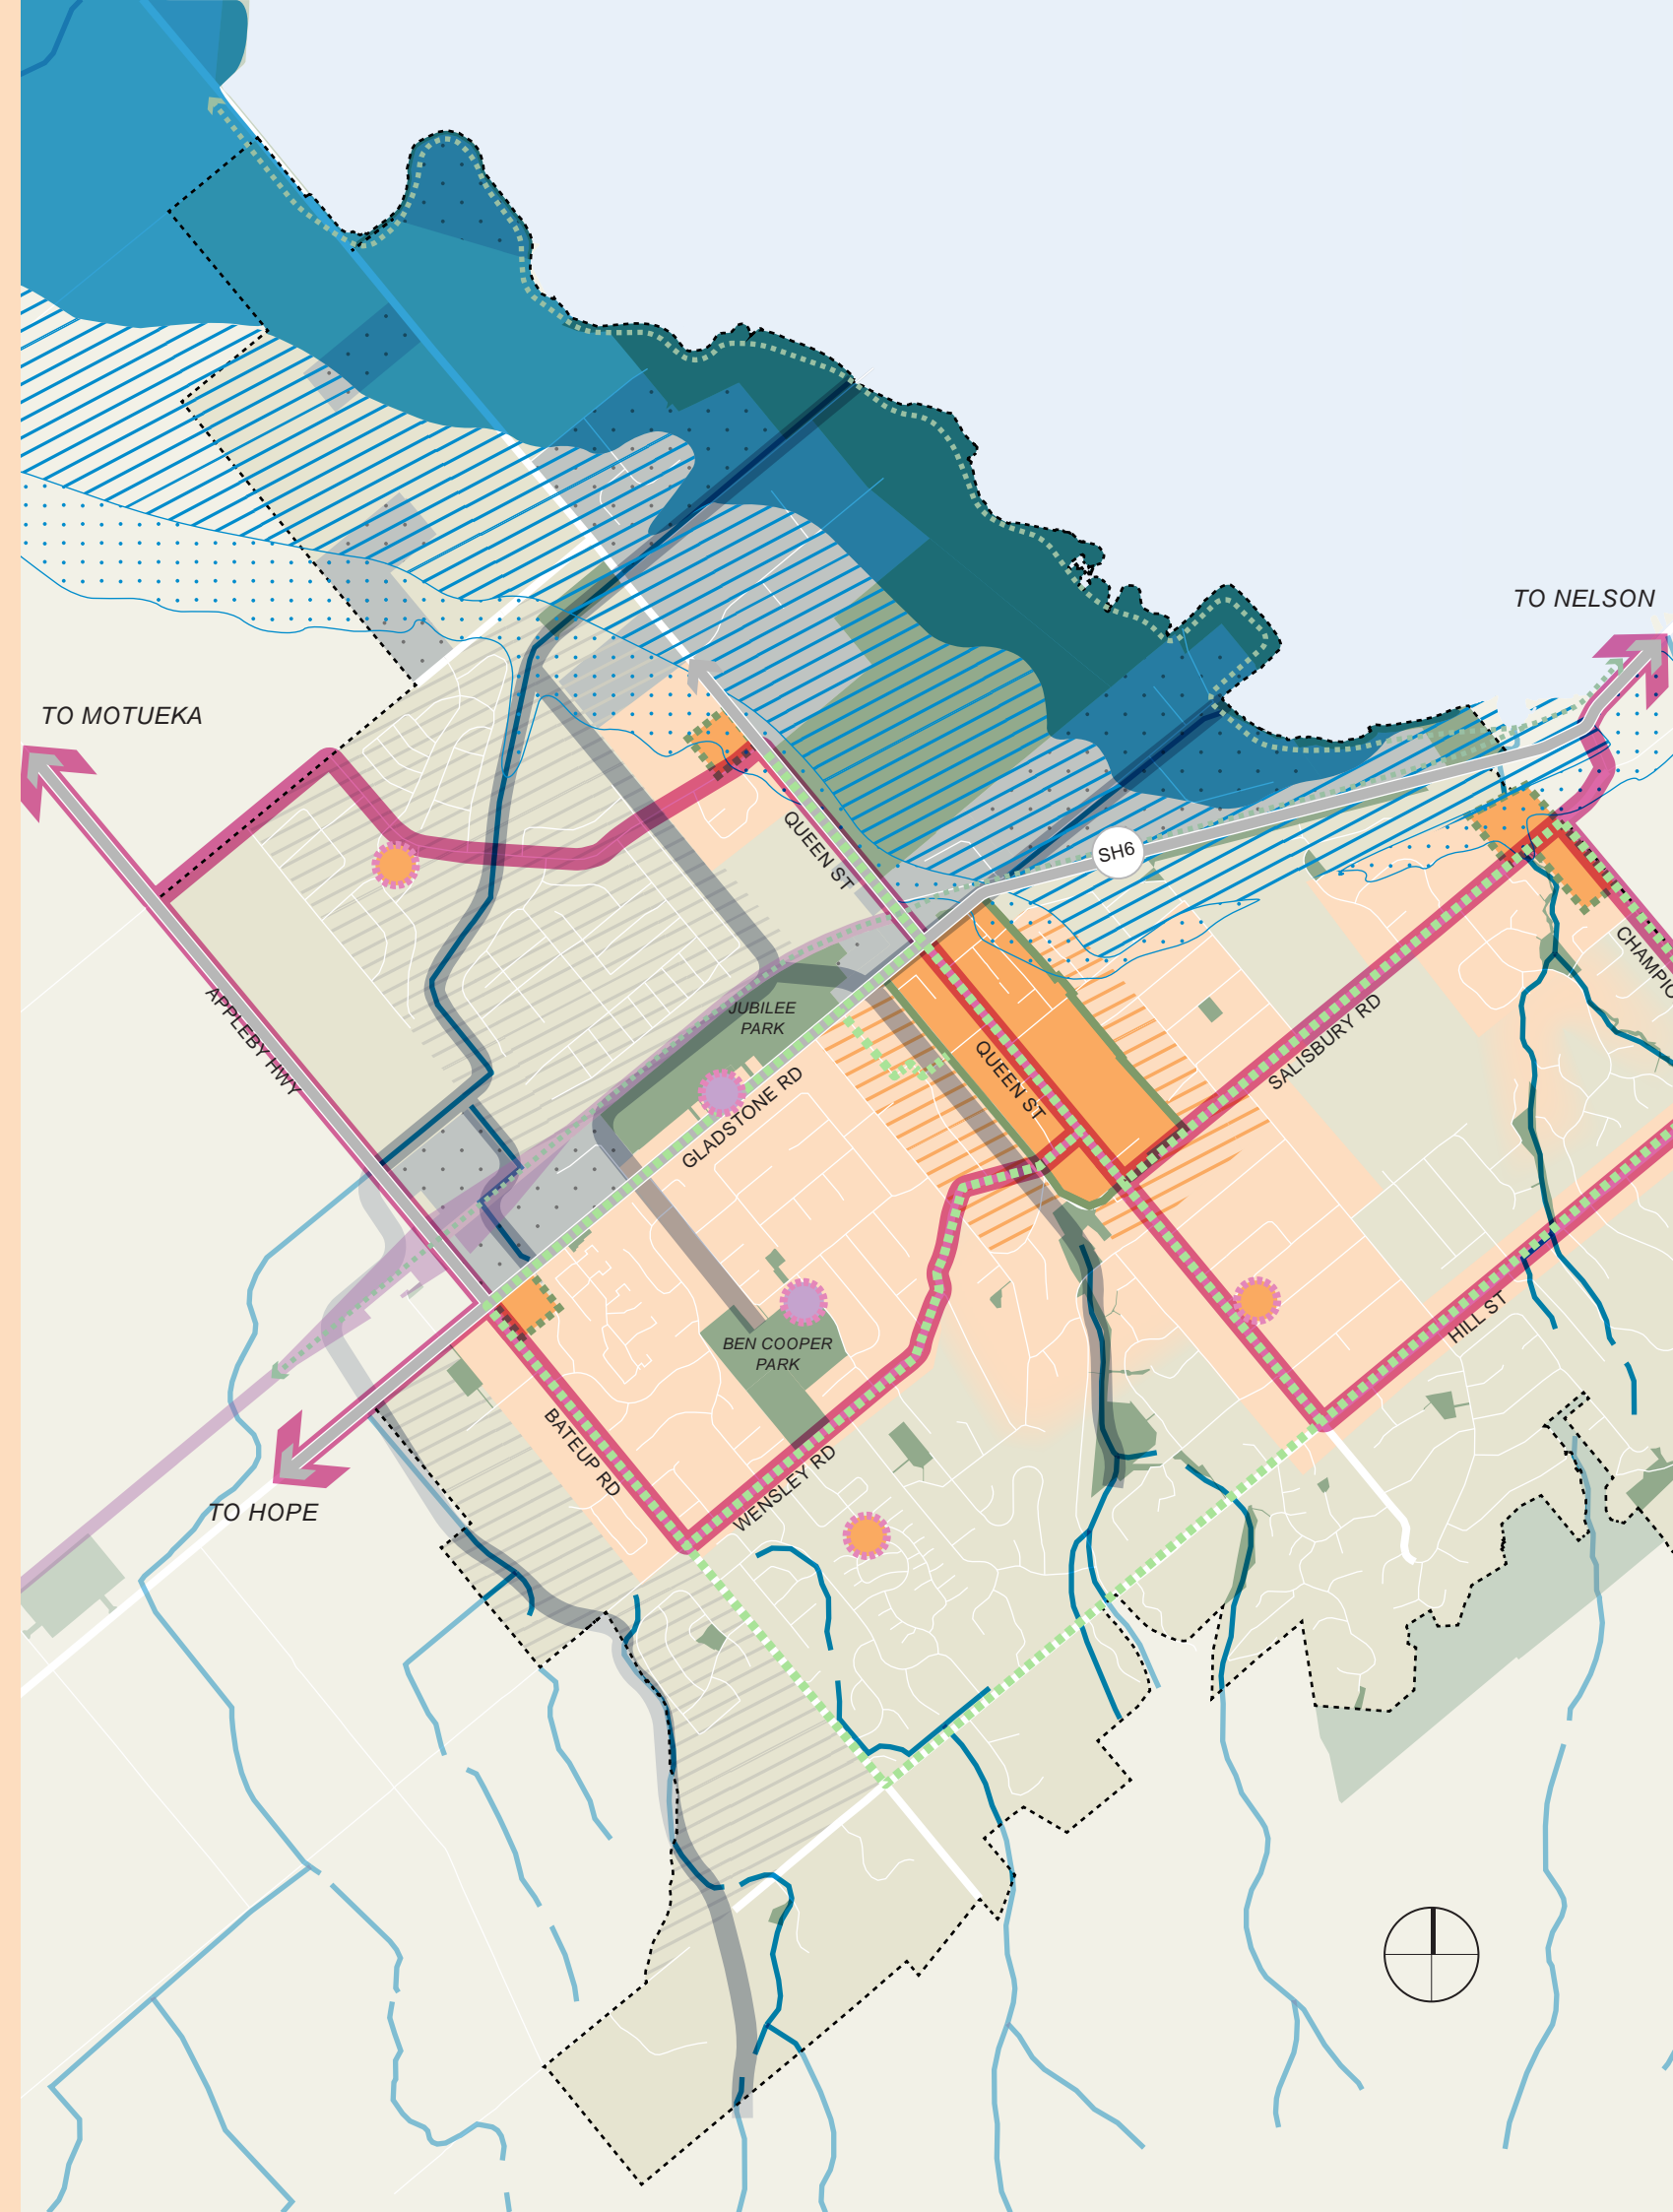 TO NELSON
TO MOTUEKA
QUEEN ST
SH6
CHAMPIO
APPLEBY HWY
JUBILEE
PARK
QUEEN ST
SALISBURY RD
GLADSTONE RD
HILL ST
BEN COOPER
PARK
BATEUP RD
WENSLEY RD
TO HOPE